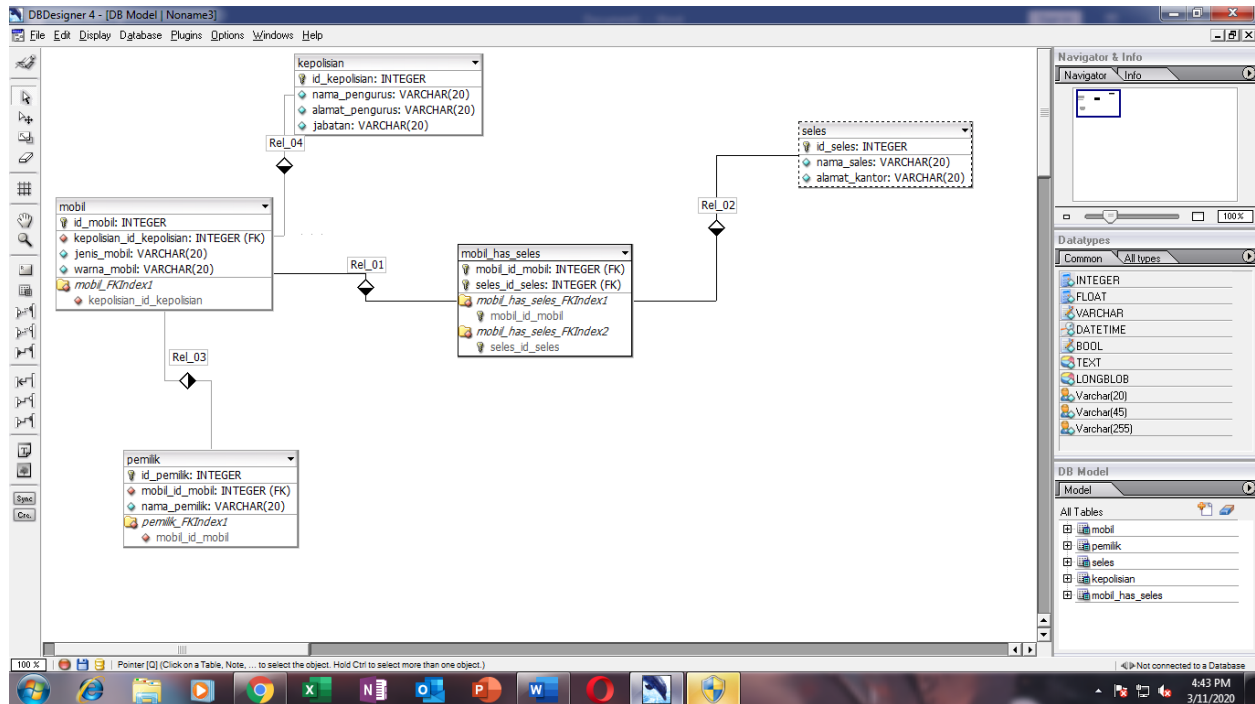 DBDesigner 4 - [DB Model | Noname3]
File Edit Display Database Plugins Options Windows Help
kepolisian
id_kepolisian: INTEGER
nama_pengurus: VARCHAR(20)
alamat_pengurus: VARCHAR(20)
jabatan: VARCHAR(20)
Rel_04
seles
id_seles: INTEGER
nama_sales: VARCHAR(20)
alamat_kantor: VARCHAR(20)
Rel_02
mobil
id_mobil: INTEGER
kepolisian_id_kepolisian: INTEGER (FK)
jenis_mobil: VARCHAR(20)
warna_mobil: VARCHAR(20)
mobil_FKIndex1
kepolisian_id_kepolisian
Rel_01
mobil_has_seles
mobil_id_mobil: INTEGER (FK)
seles_id_seles: INTEGER (FK)
mobil_has_seles_FKIndex1
mobil_id_mobil
mobil_has_seles_FKIndex2
seles_id_seles
Rel_03
pemilik
id_pemilik: INTEGER
mobil_id_mobil: INTEGER (FK)
nama_pemilik: VARCHAR(20)
pemilik_FKIndex1
mobil_id_mobil
Sync
Navigator & Info
Navigator Info
100%
Datatypes
Common All types
INTEGER
FLOAT
VARCHAR
DATETIME
BOOL
TEXT
LONGBLOB
Varchar(20)
Varchar(45)
Varchar(255)
DB Model
Model
All Tables
mobil
pemilik
seles
kepolisian
mobil_has_seles
100 % Pointer [Q] (Click on a Table, Note, ... to select the object. Hold Ctrl to select more than one object.)
Not connected to a Database
4:43 PM
3/11/2020